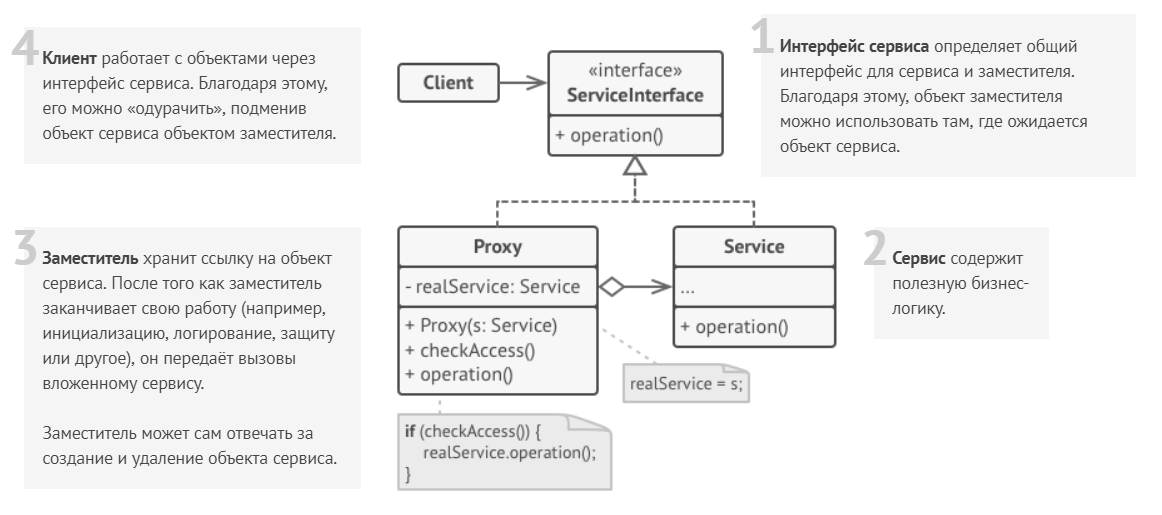 4
Клиент работает с объектами через
интерфейс сервиса. Благодаря этому,
его можно «одурачить», подменив
объект сервиса объектом заместителя.
Client
«interface»
ServiceInterface
+ operation()
1
Интерфейс сервиса определяет общий
интерфейс для сервиса и заместителя.
Благодаря этому, объект заместителя
можно использовать там, где ожидается
объект сервиса.
3
Заместитель хранит ссылку на объект
сервиса. После того как заместитель
заканчивает свою работу (например,
инициализацию, логирование, защиту
или другое), он передаёт вызовы
вложенному сервису.
Заместитель может сам отвечать за
создание и удаление объекта сервиса.
Proxy
- realService: Service
+ Proxy(s: Service)
+ checkAccess()
+ operation()
realService = s;
if (checkAccess()) {
realService.operation();
}
Service
...
+ operation()
2
Сервис содержит
полезную бизнес-
логику.